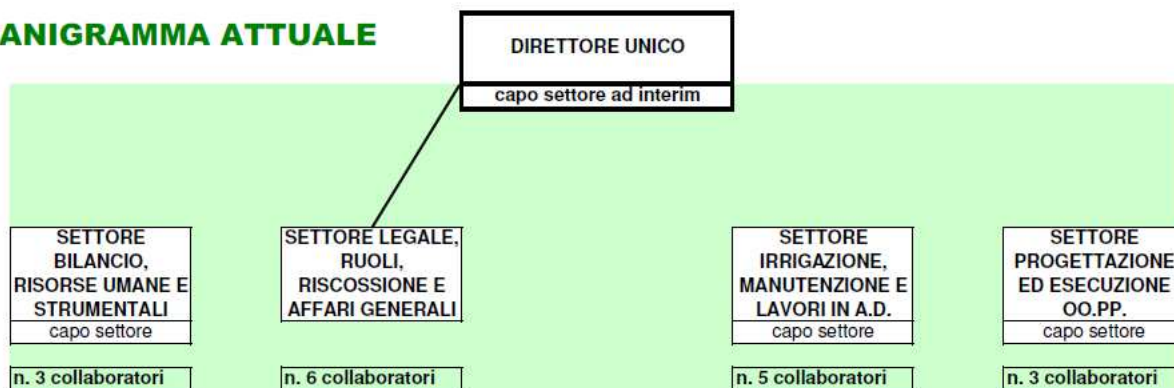 ANIGRAMMA ATTUALE
DIRETTORE UNICO
capo settore ad interim
SETTORE
BILANCIO,
RISORSE UMANE E
STRUMENTALI
capo settore
n. 3 collaboratori
SETTORE LEGALE,
RUOLI,
RISCOSSIONE E
AFFARI GENERALI
n. 6 collaboratori
SETTORE
IRRIGAZIONE,
MANUTENZIONE E
LAVORI IN A.D.
capo settore
n. 5 collaboratori
SETTORE
PROGETTAZIONE
ED ESECUZIONE
OO.PP.
capo settore
n. 3 collaboratori